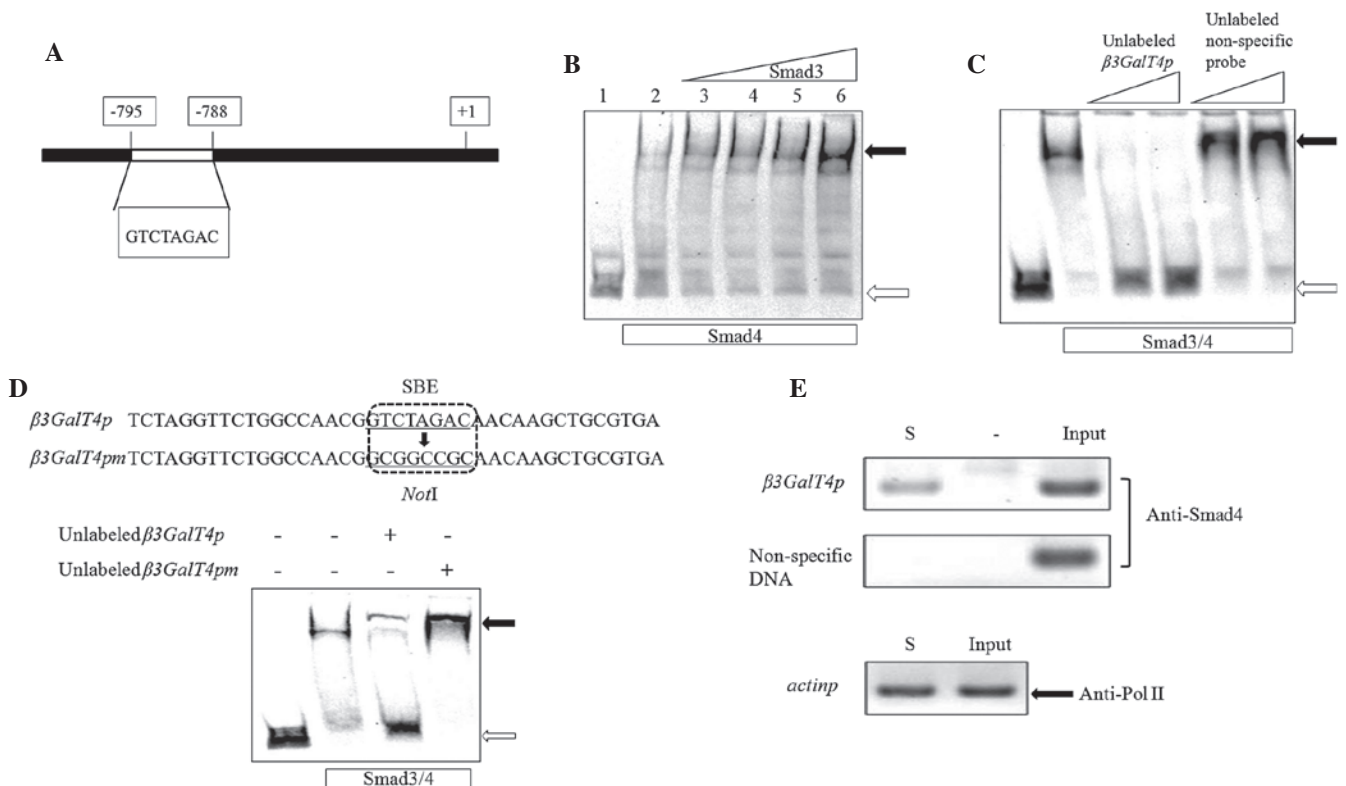 A
-795
-788
+1
GTCTAGAC
B
Smad3
1 2 3 4 5 6
Smad4
C
Unlabeled
β3GalT4p
Unlabeled
non-specific
probe
Smad3/4
D
SBE
β3GalT4p TCTAGGTTCTGGCCAACGGTCTAGACAACAAGCTGCGTGA
β3GalT4pm TCTAGGTTCTGGCCAACGGCGGCCGCAACAAGCTGCGTGA
NotI
Unlabeled β3GalT4p - - + -
Unlabeled β3GalT4pm - - - +
Smad3/4
E
S - Input
β3GalT4p
Anti-Smad4
Non-specific
DNA
S Input
actinp
Anti-Pol II